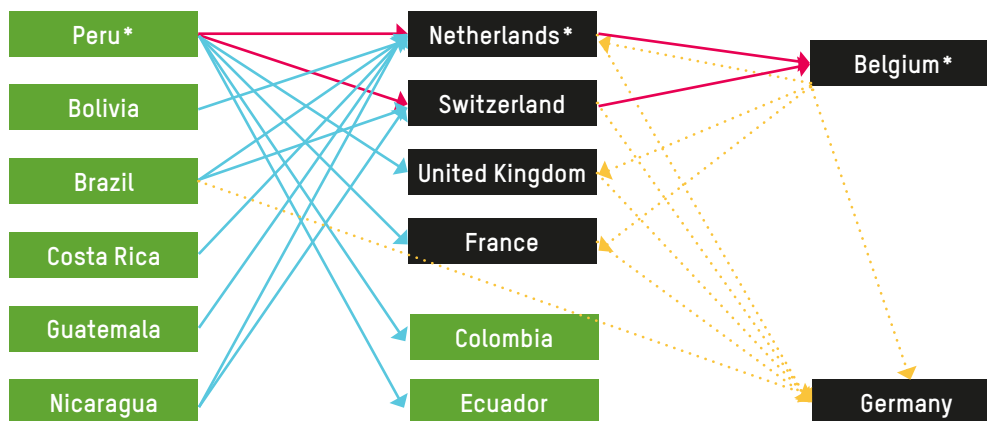 Peru*
Bolivia
Brazil
Costa Rica
Guatemala
Nicaragua
Netherlands*
Switzerland
United Kingdom
France
Colombia
Ecuador
Belgium*
Germany